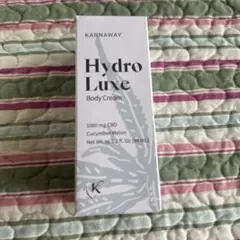 KANNAWAY®
Hydro
Luxe
Body Cream
1000 mg CBD
Cucumber Melon
K